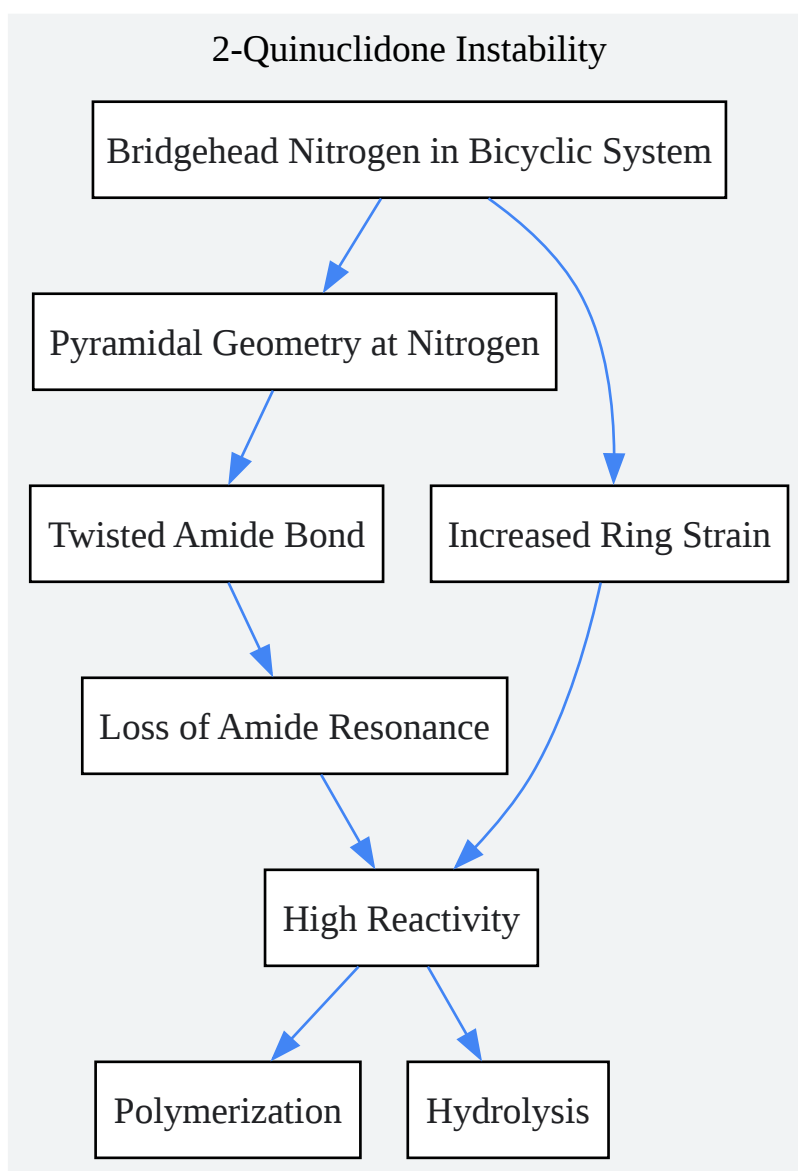 2-Quinuclidone Instability
Bridgehead Nitrogen in Bicyclic System
Pyramidal Geometry at Nitrogen
Twisted Amide Bond
Increased Ring Strain
Loss of Amide Resonance
High Reactivity
Polymerization
Hydrolysis